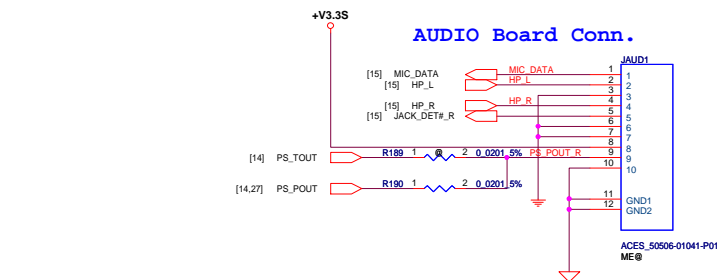 +V3.3S
AUDIO Board Conn.
JAUD1
[15] MIC_DATA MIC_DATA 1 1
[15] HP_L HP_L 2 2
3 3
[15] HP_R HP_R 4 4
[15] JACK_DET#_R 5 5
6 6
7 7
8 8
[14] PS_TOUT R189 1 @ 2 0_0201_5% PS_POUT_R 9 9
10 10
[14,27] PS_POUT R190 1 2 0_0201_5%
11 GND1
12 GND2
ACES_50506-01041-P01
ME@